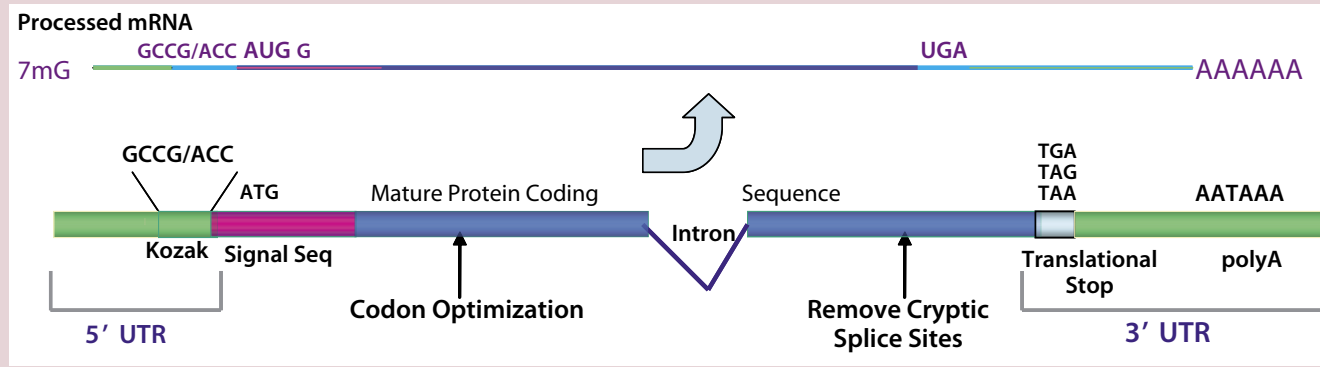 Processed mRNA
GCCG/ACC AUG G
UGA
7mG
AAAAAA
GCCG/ACC
ATG
Mature Protein Coding
Sequence
TGA
TAG
TAA
AATAAA
Kozak
Signal Seq
Intron
Translational
Stop
polyA
Codon Optimization
Remove Cryptic
Splice Sites
5′ UTR
3′ UTR